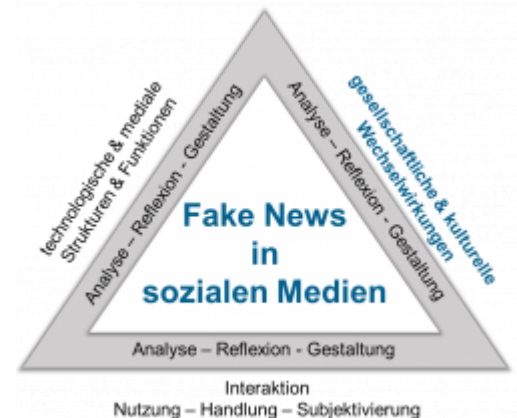 technologische & mediale
Strukturen & Funktionen
Analyse – Reflexion - Gestaltung
Analyse – Reflexion - Gestaltung
gesellschaftliche & kulturelle
Wechselwirkungen
Fake News
in
sozialen Medien
Analyse – Reflexion - Gestaltung
Interaktion
Nutzung – Handlung – Subjektivierung